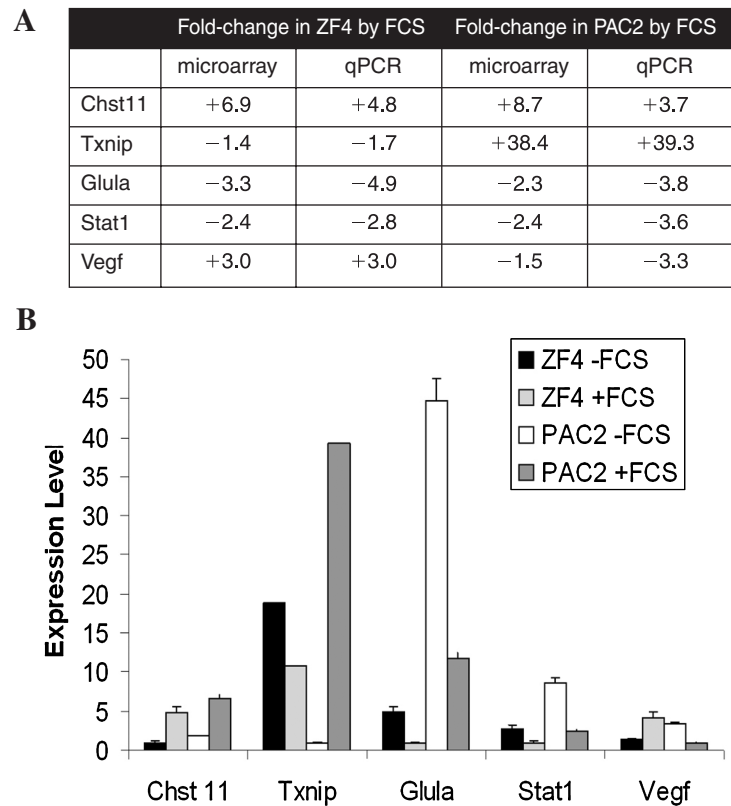 A
Fold-change in ZF4 by FCS Fold-change in PAC2 by FCS
microarray qPCR microarray qPCR
Chst11 +6.9 +4.8 +8.7 +3.7
Txnip −1.4 −1.7 +38.4 +39.3
Glula −3.3 −4.9 −2.3 −3.8
Stat1 −2.4 −2.8 −2.4 −3.6
Vegf +3.0 +3.0 −1.5 −3.3
B
50
45
40
35
30
25
20
15
10
5
0
Expression Level
ZF4 -FCS
ZF4 +FCS
PAC2 -FCS
PAC2 +FCS
Chst 11 Txnip Glula Stat1 Vegf